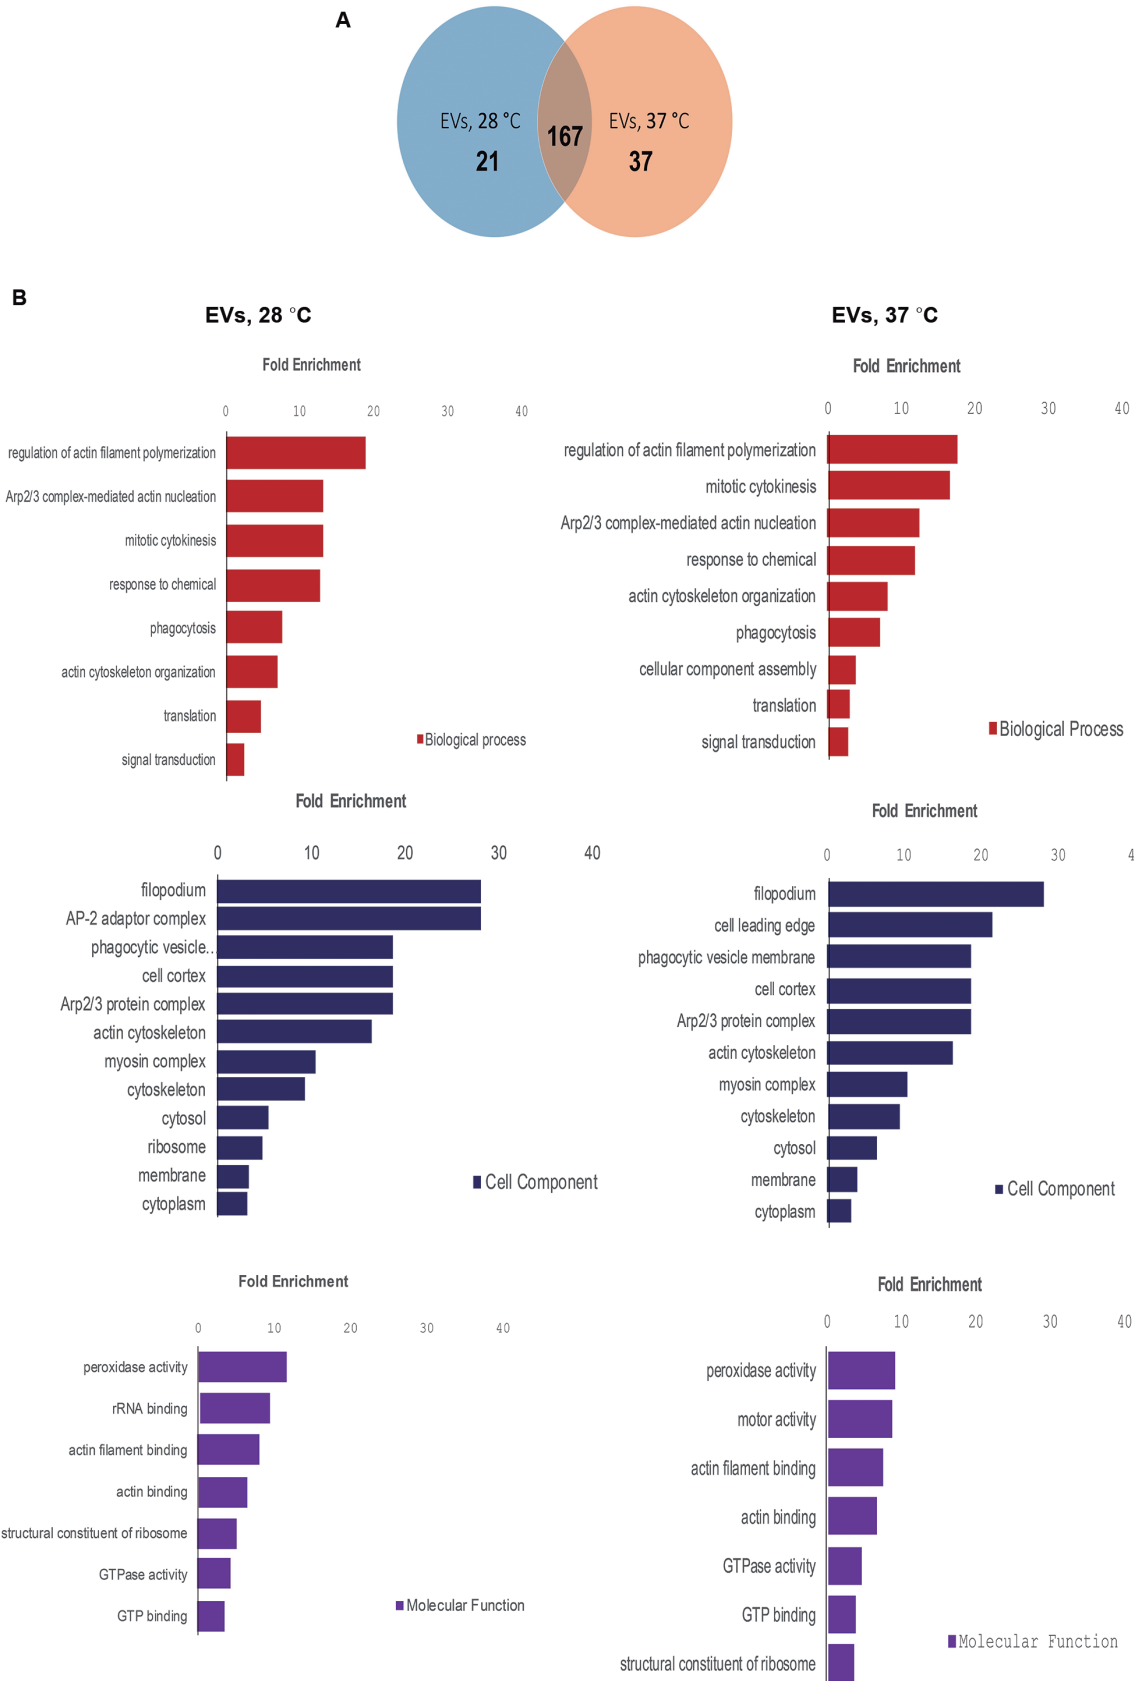 A
EVs, 28 °C
21
167
EVs, 37 °C
37
B
EVs, 28 °C
Fold Enrichment
0 10 20 30 40
regulation of actin filament polymerization
Arp2/3 complex-mediated actin nucleation
mitotic cytokinesis
response to chemical
phagocytosis
actin cytoskeleton organization
translation
signal transduction
Biological process
Fold Enrichment
0 10 20 30 40
filopodium
AP-2 adaptor complex
phagocytic vesicle...
cell cortex
Arp2/3 protein complex
actin cytoskeleton
myosin complex
cytoskeleton
cytosol
ribosome
membrane
cytoplasm
Cell Component
Fold Enrichment
0 10 20 30 40
peroxidase activity
rRNA binding
actin filament binding
actin binding
structural constituent of ribosome
GTPase activity
GTP binding
Molecular Function
EVs, 37 °C
Fold Enrichment
0 10 20 30 40
regulation of actin filament polymerization
mitotic cytokinesis
Arp2/3 complex-mediated actin nucleation
response to chemical
actin cytoskeleton organization
phagocytosis
cellular component assembly
translation
signal transduction
Biological Process
Fold Enrichment
0 10 20 30 4
filopodium
cell leading edge
phagocytic vesicle membrane
cell cortex
Arp2/3 protein complex
actin cytoskeleton
myosin complex
cytoskeleton
cytosol
membrane
cytoplasm
Cell Component
Fold Enrichment
0 10 20 30 40
peroxidase activity
motor activity
actin filament binding
actin binding
GTPase activity
GTP binding
structural constituent of ribosome
Molecular Function